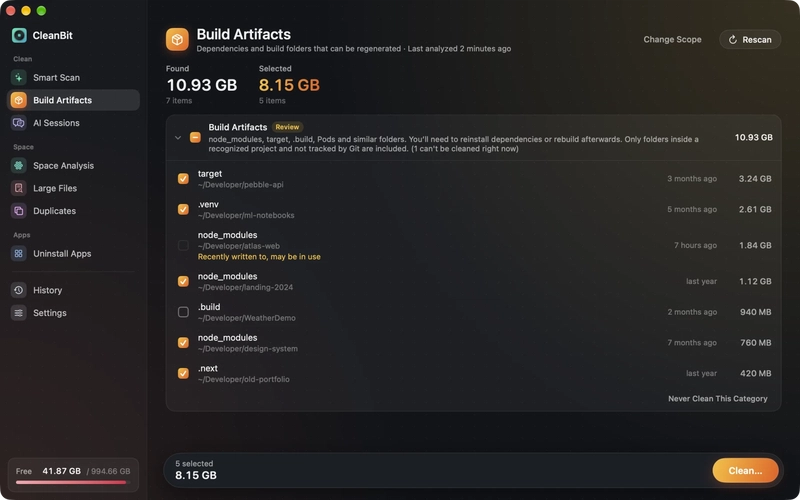 CleanBit
Clean
Smart Scan
Build Artifacts
AI Sessions
Space
Space Analysis
Large Files
Duplicates
Apps
Uninstall Apps
History
Settings
Free 41.87 GB / 994.66 GB
Build Artifacts
Dependencies and build folders that can be regenerated · Last analyzed 2 minutes ago
Change Scope
Rescan
Found
10.93 GB
7 items
Selected
8.15 GB
5 items
Build Artifacts Review
node_modules, target, .build, Pods and similar folders. You'll need to reinstall dependencies or rebuild afterwards. Only folders inside a
recognized project and not tracked by Git are included. (1 can't be cleaned right now)
10.93 GB
target
~/Developer/pebble-api
3 months ago 3.24 GB
.venv
~/Developer/ml-notebooks
5 months ago 2.61 GB
node_modules
~/Developer/atlas-web
Recently written to, may be in use
7 hours ago 1.84 GB
node_modules
~/Developer/landing-2024
last year 1.12 GB
.build
~/Developer/WeatherDemo
2 months ago 940 MB
node_modules
~/Developer/design-system
7 months ago 760 MB
.next
~/Developer/old-portfolio
last year 420 MB
Never Clean This Category
5 selected
8.15 GB
Clean...